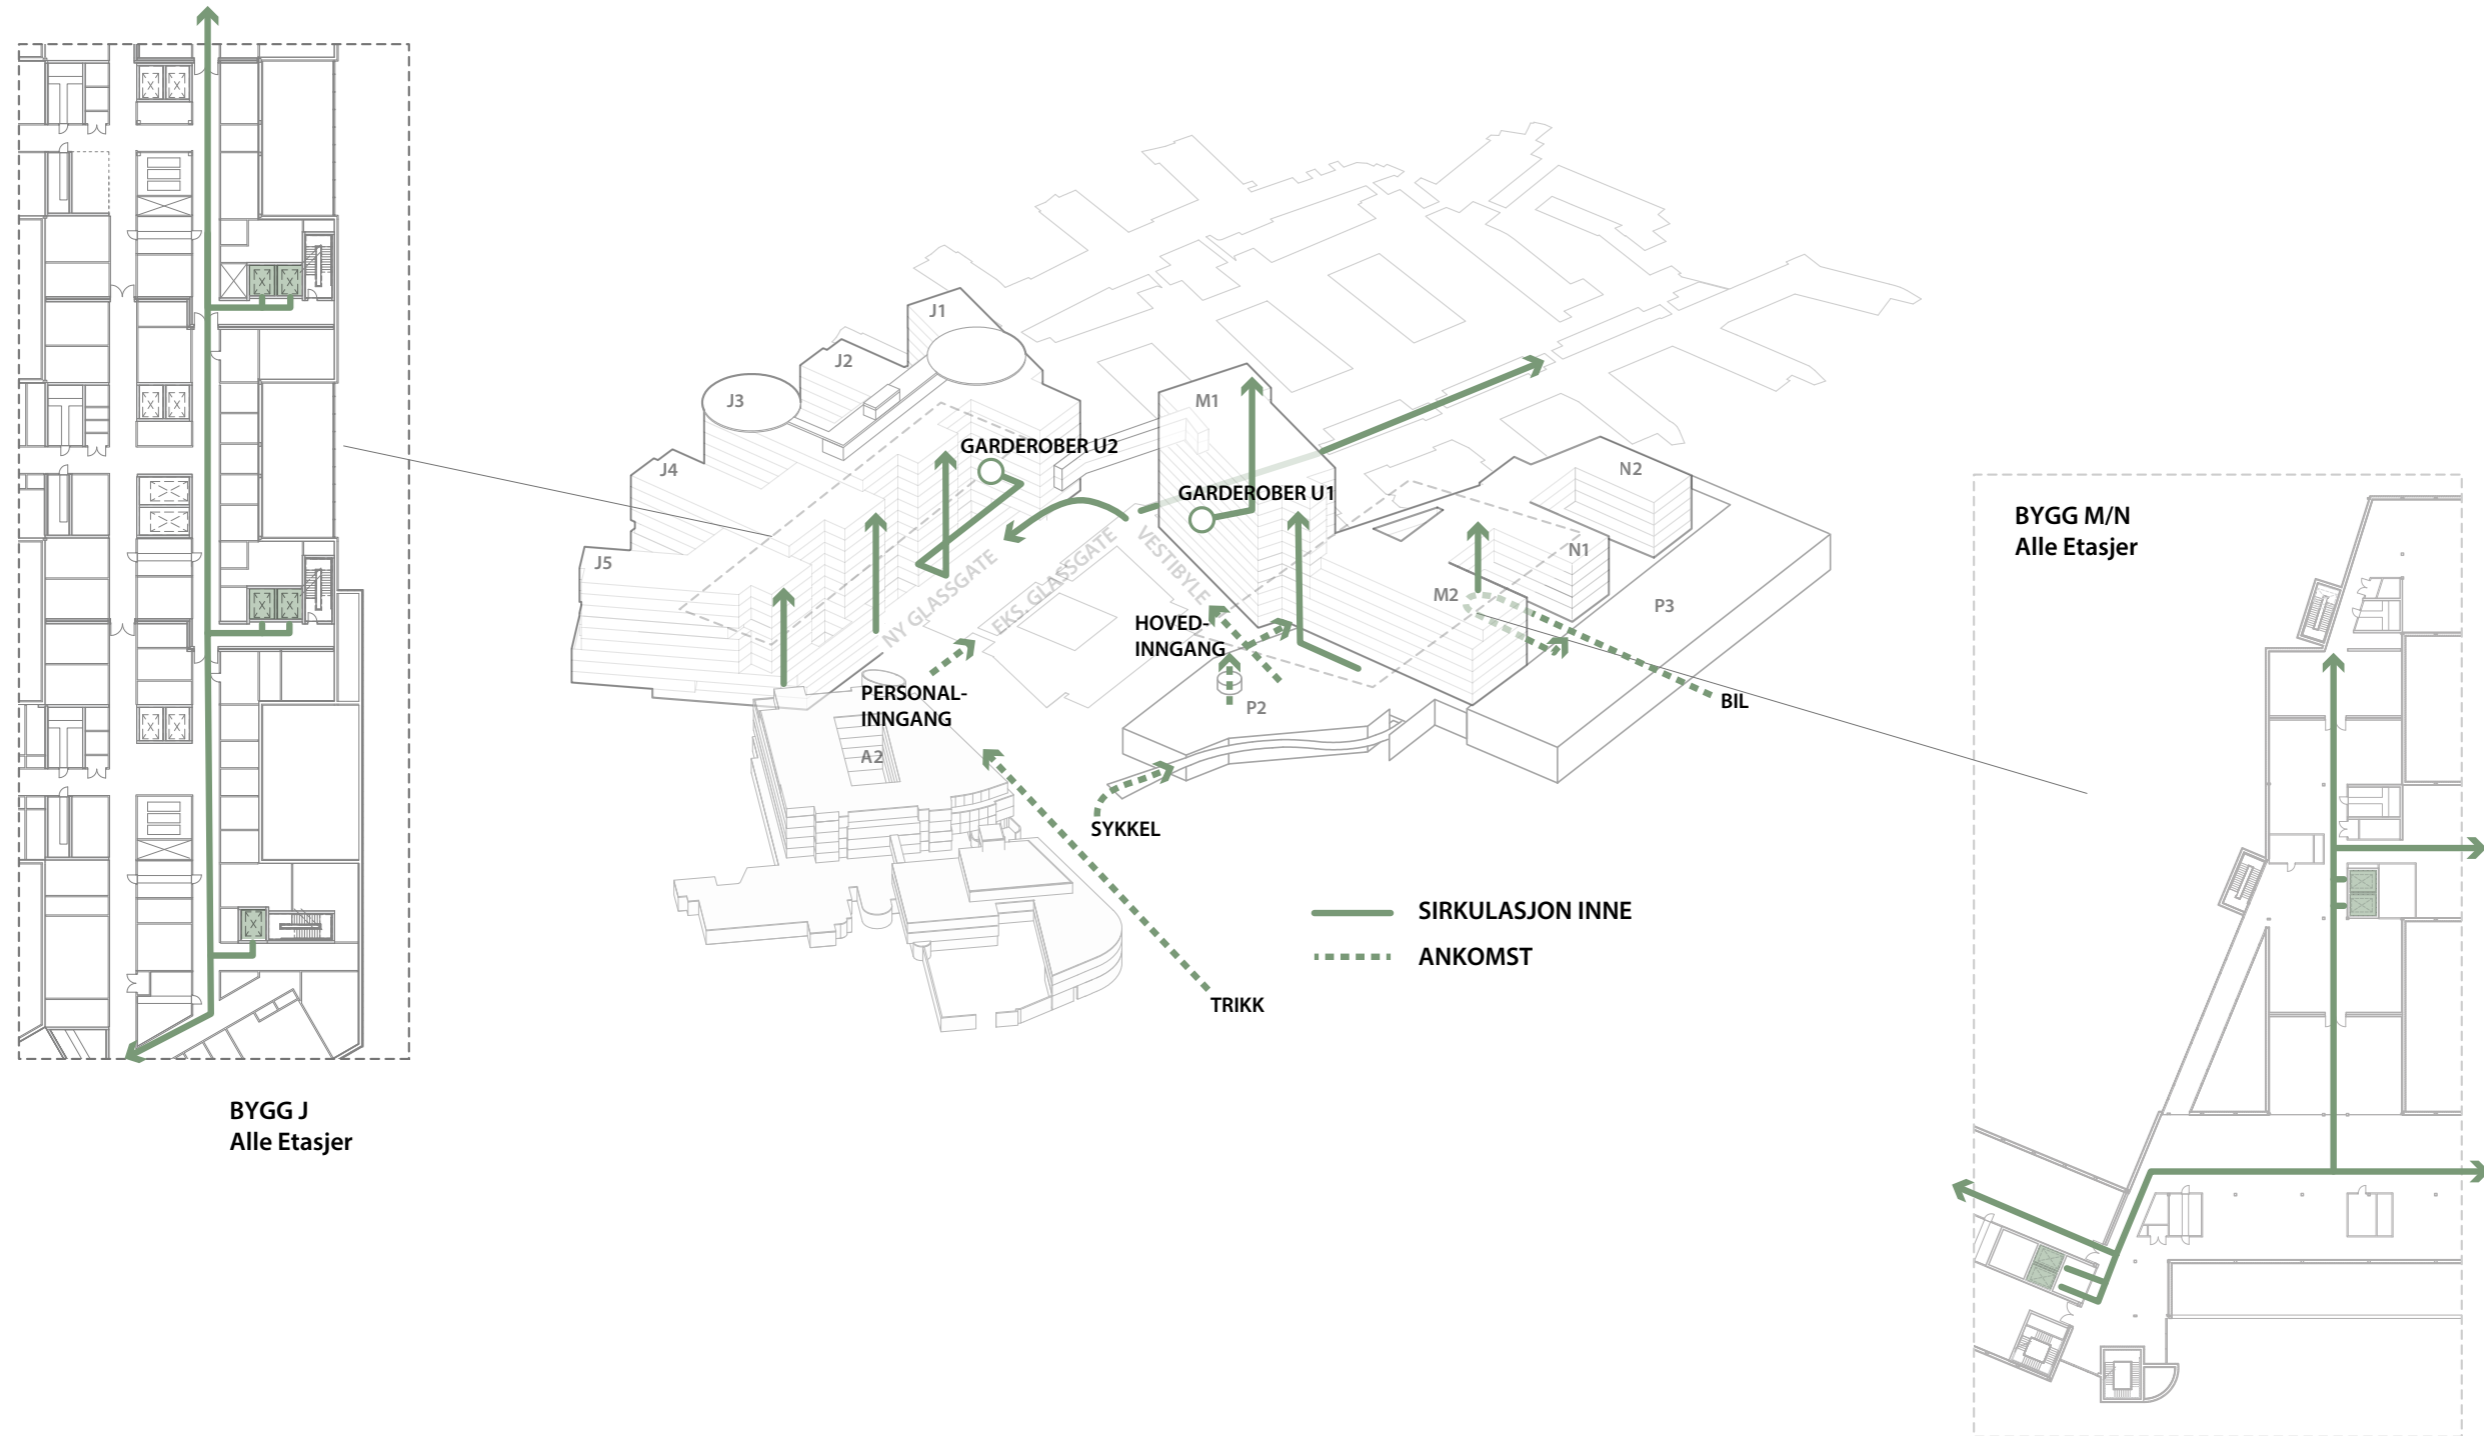 J1
J2
J3
J4
J5
M1
GARDEROBER U2
GARDEROBER U1
N2
N1
M2
P3
NY GLASSGATE
EKS. GLASSGATE
VESTIBYLE
HOVED-
INNGANG
PERSONAL-
INNGANG
P2
A2
BIL
SYKKEL
TRIKK
SIRKULASJON INNE
ANKOMST
BYGG J
Alle Etasjer
BYGG M/N
Alle Etasjer